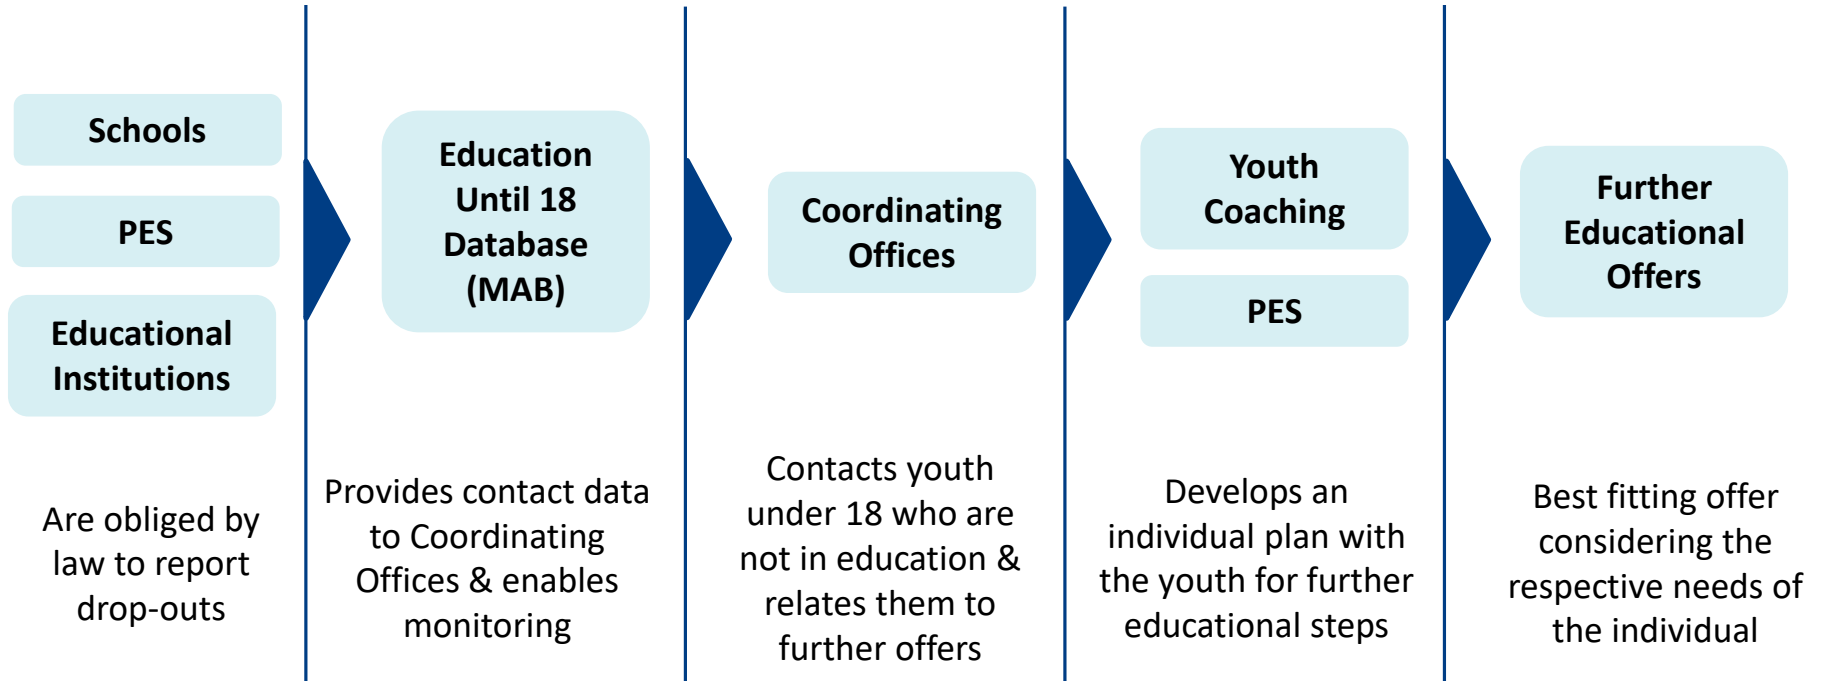 Schools
PES
Educational
Institutions
Are obliged by
law to report
drop-outs
Education
Until 18
Database
(MAB)
Provides contact data
to Coordinating
Offices & enables
monitoring
Coordinating
Offices
Contacts youth
under 18 who are
not in education &
relates them to
further offers
Youth
Coaching
PES
Develops an
individual plan with
the youth for further
educational steps
Further
Educational
Offers
Best fitting offer
considering the
respective needs of
the individual